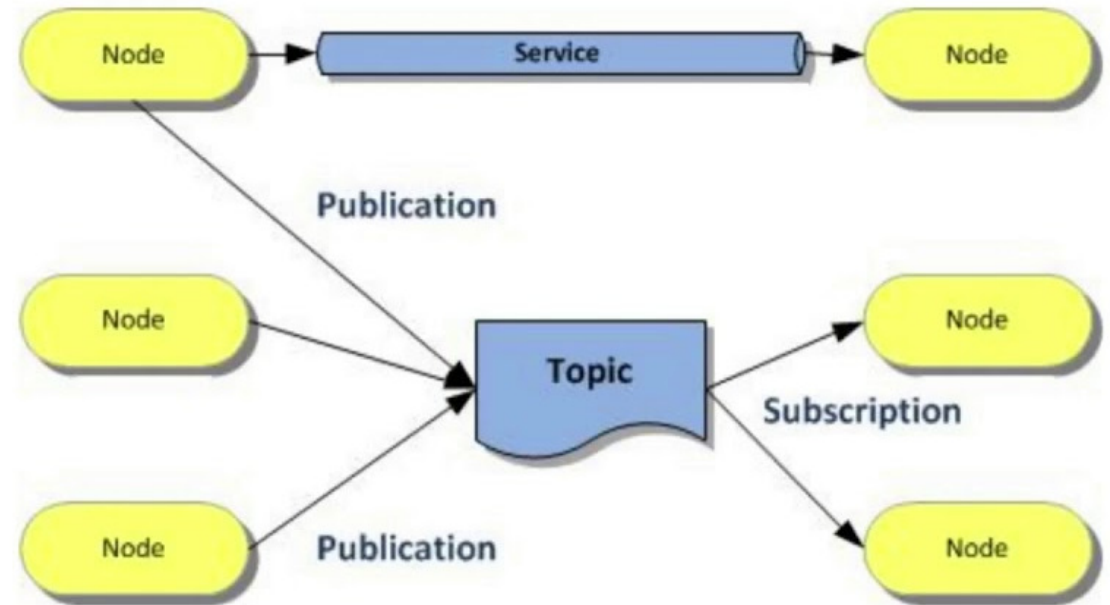 Node
Service
Node
Publication
Node
Topic
Node
Subscription
Node
Publication
Node